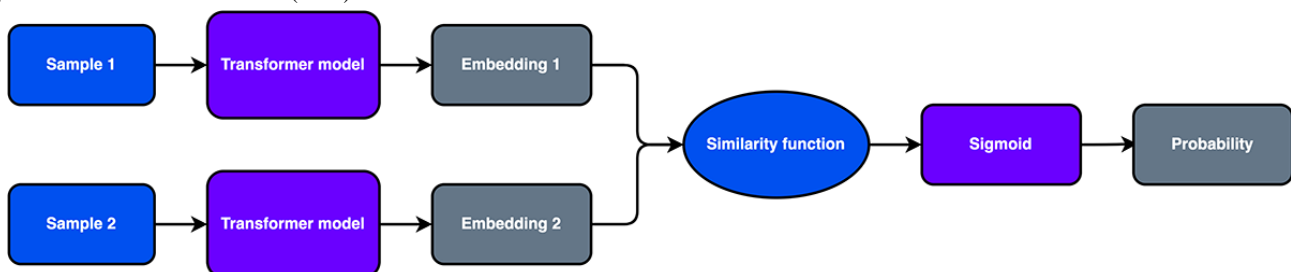 Sample 1
Transformer model
Embedding 1
Similarity function
Sigmoid
Probability
Sample 2
Transformer model
Embedding 2